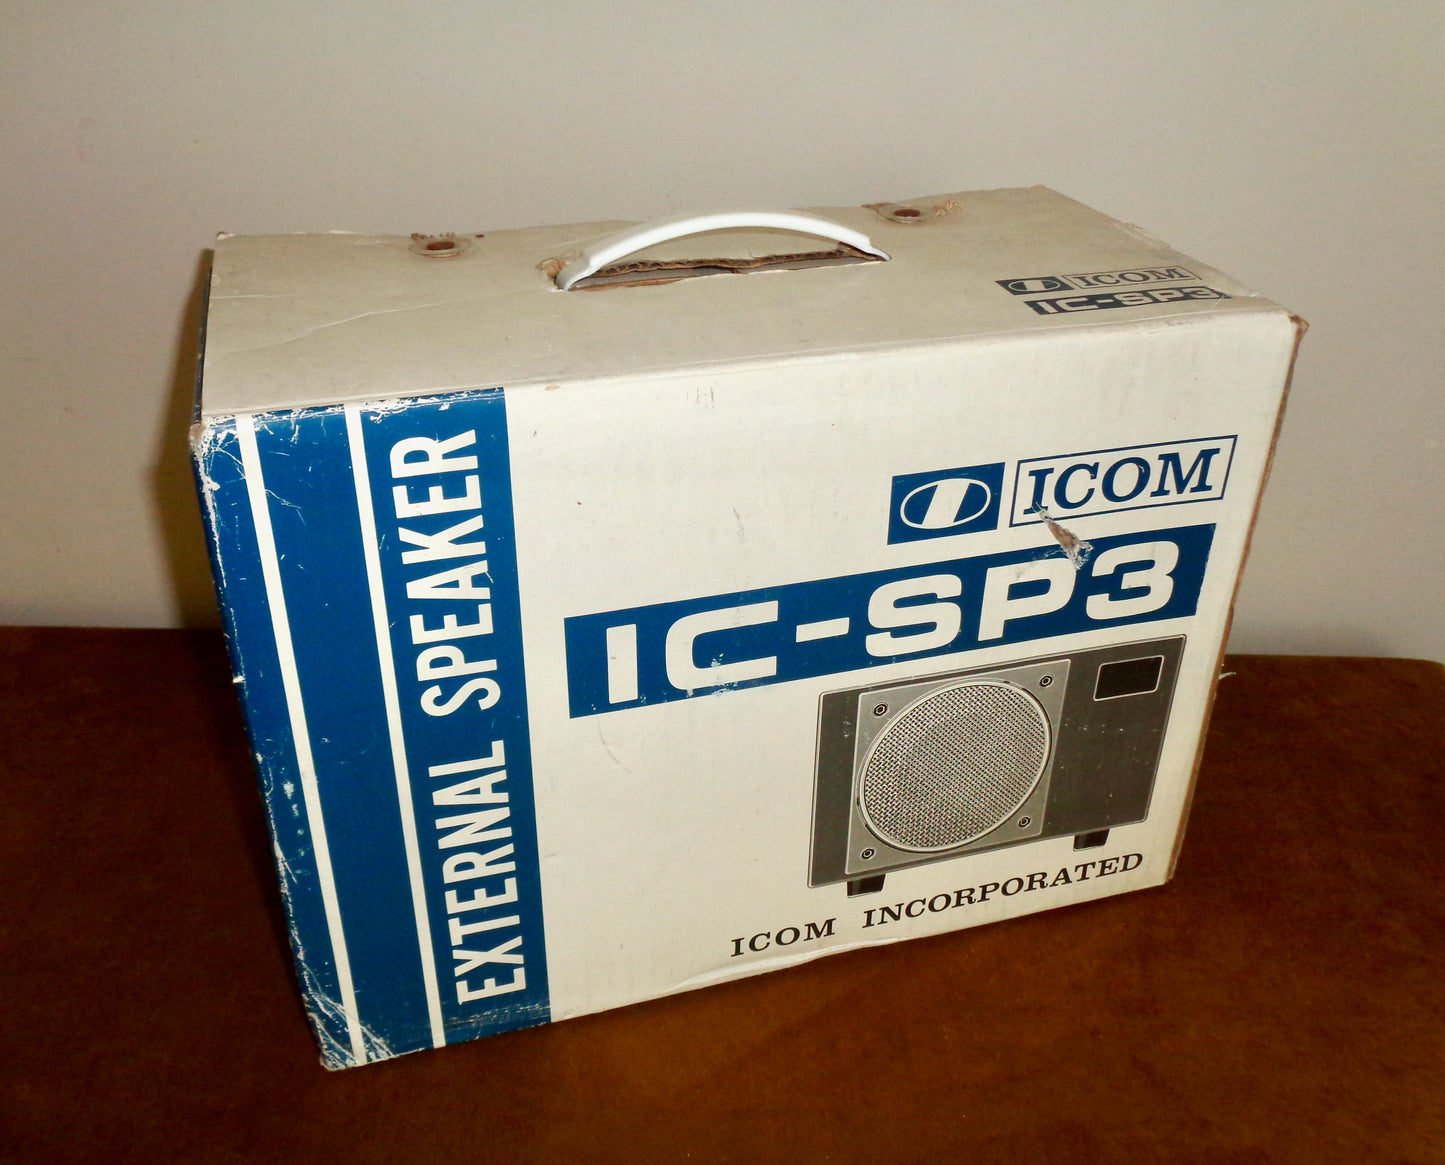 ICOM
IC-SP3
EXTERNAL SPEAKER
ICOM
IC-SP3
ICOM INCORPORATED